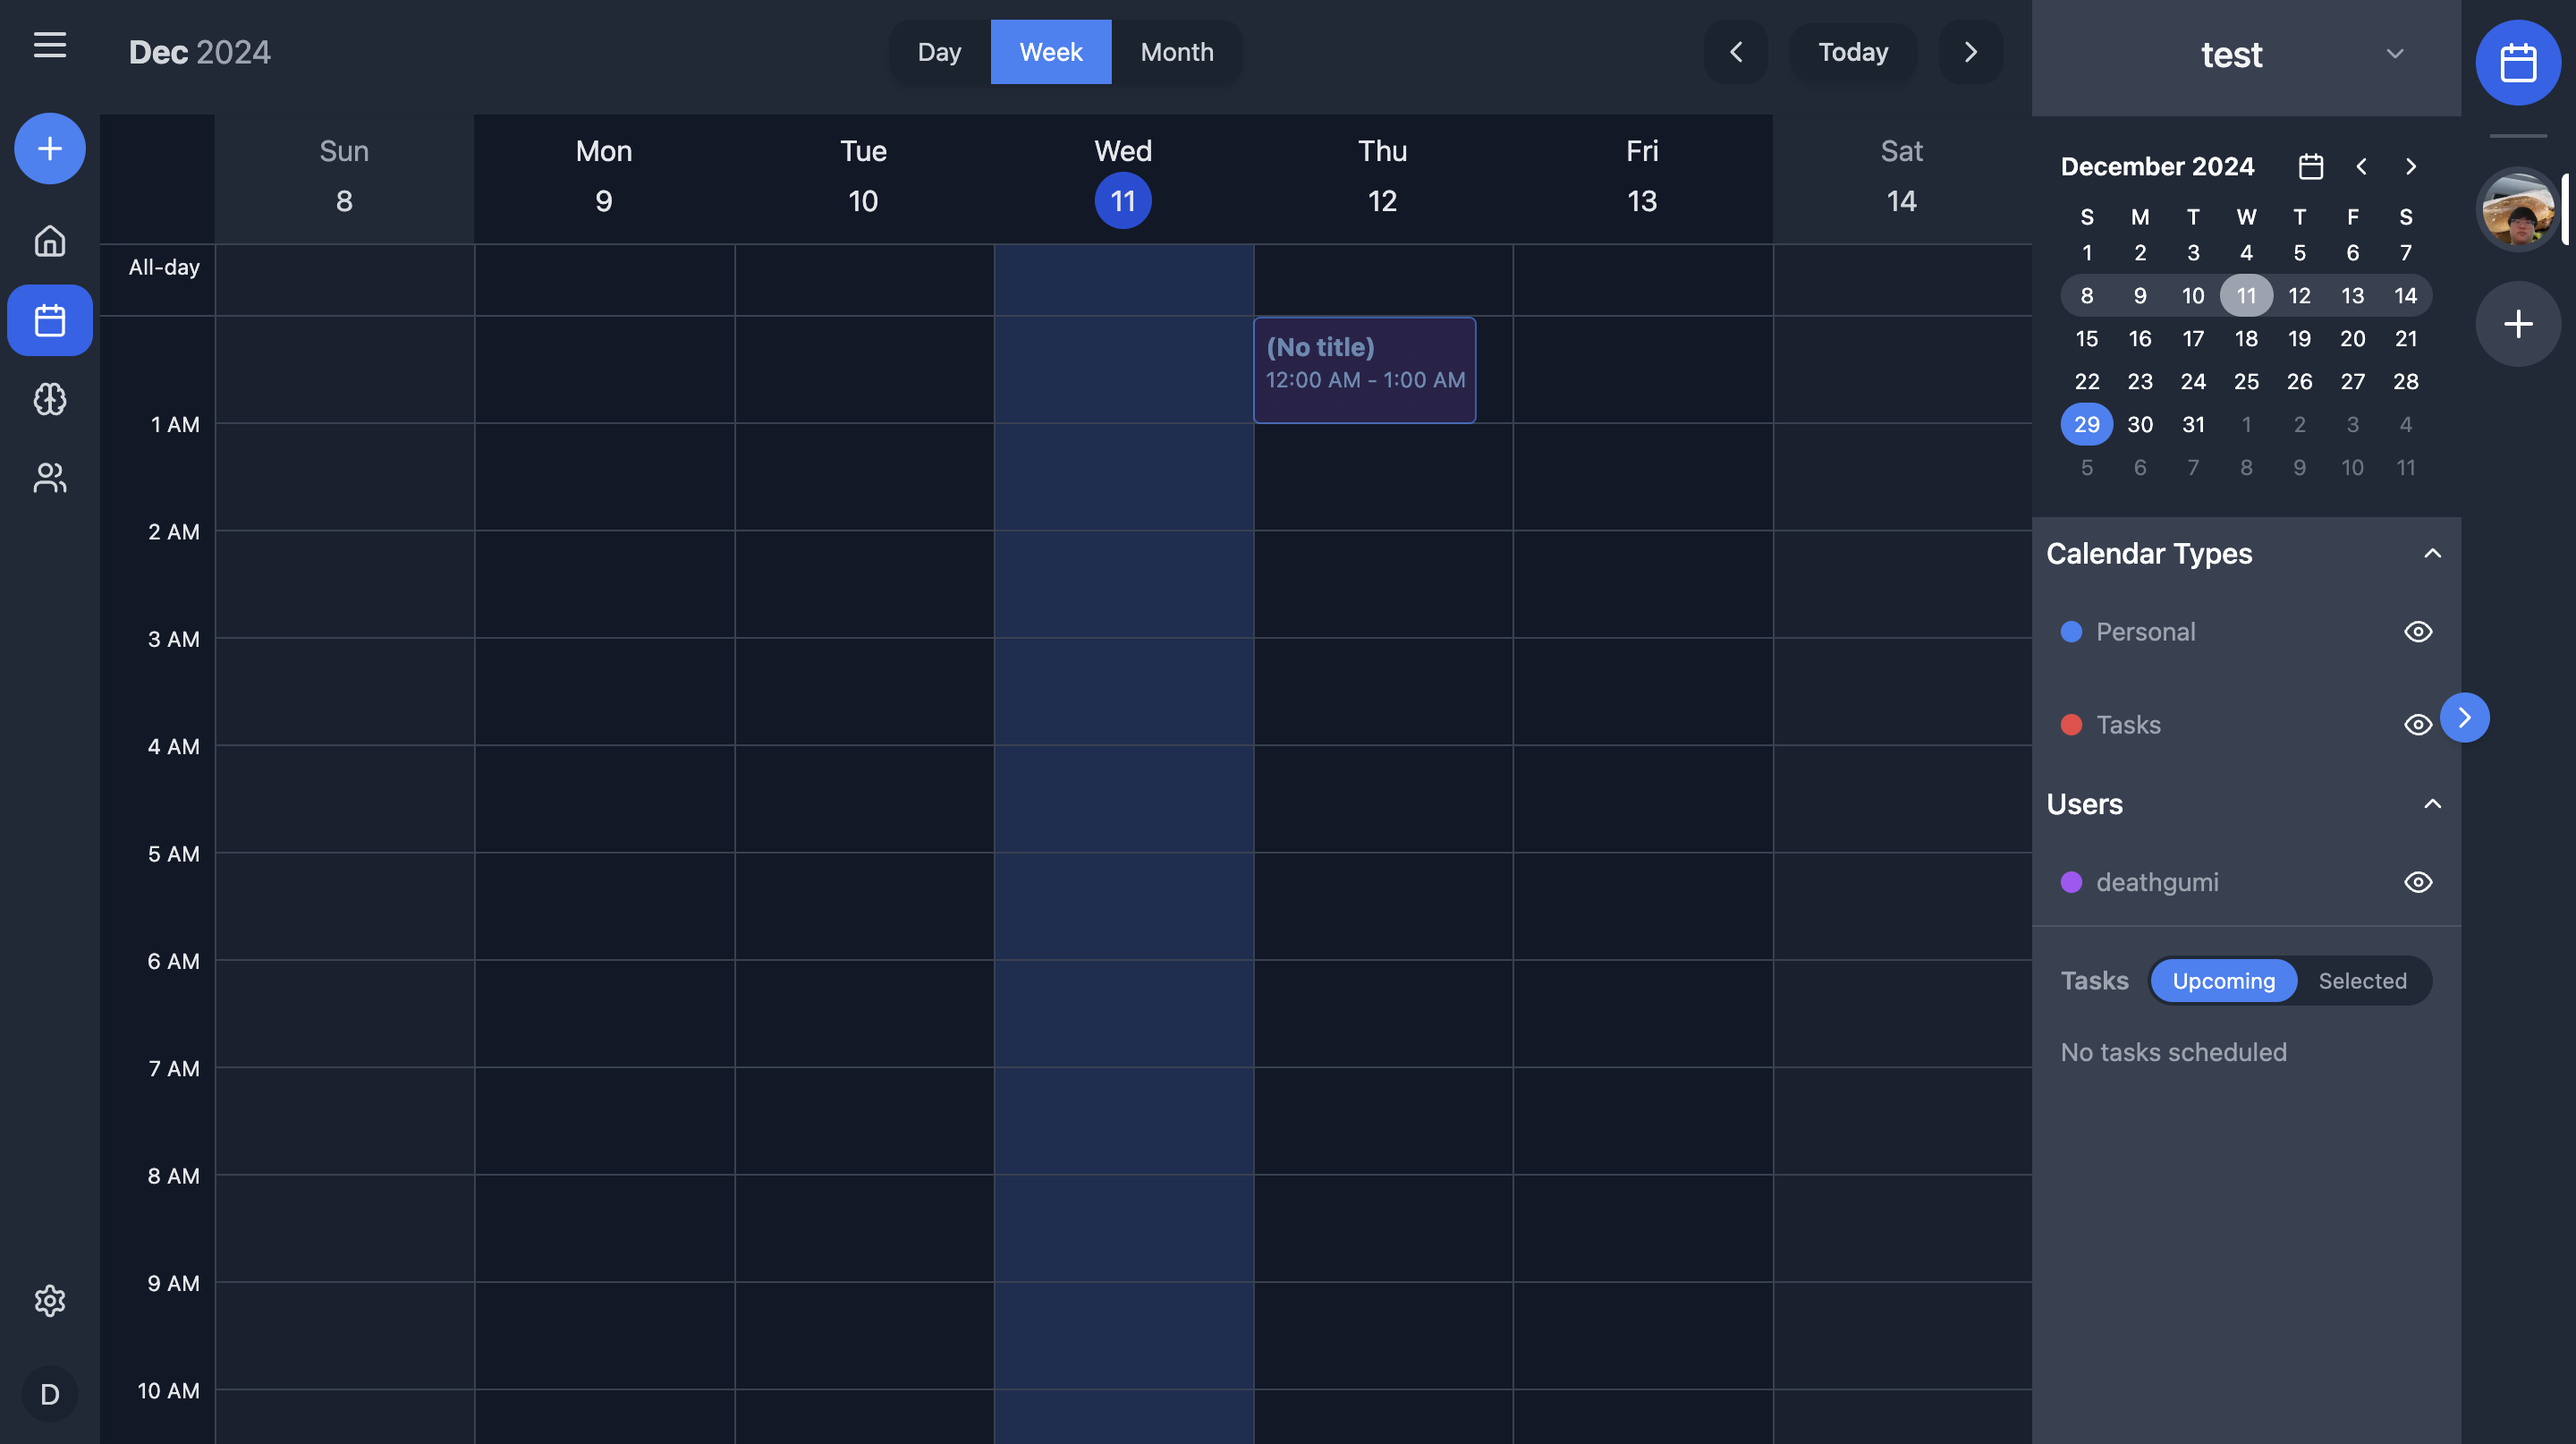 Dec 2024
Day Week Month
Today
test
Sun Mon Tue Wed Thu Fri Sat
8 9 10 11 12 13 14
All-day
(No title)
12:00 AM - 1:00 AM
1 AM
2 AM
3 AM
4 AM
5 AM
6 AM
7 AM
8 AM
9 AM
10 AM
D
December 2024
S M T W T F S
1 2 3 4 5 6 7
8 9 10 11 12 13 14
15 16 17 18 19 20 21
22 23 24 25 26 27 28
29 30 31 1 2 3 4
5 6 7 8 9 10 11
Calendar Types
Personal
Tasks
Users
deathgumi
Tasks Upcoming Selected
No tasks scheduled